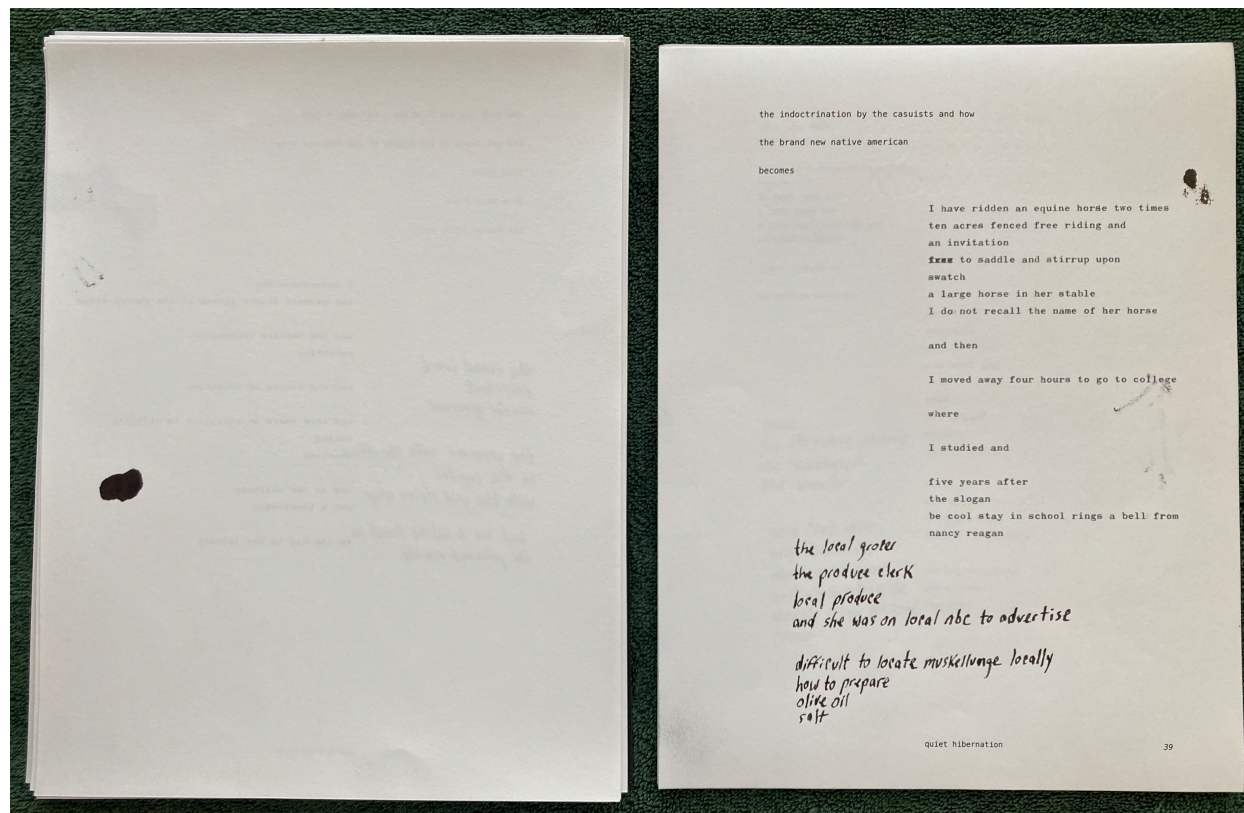 the indoctrination by the casuists and how
the brand new native american
becomes
I have ridden an equine horse two times
ten acres fenced free riding and
an invitation
to saddle and stirrup upon
swatch
a large horse in her stable
I do not recall the name of her horse
and then
I moved away four hours to go to college
where
I studied and
five years after
the slogan
be cool stay in school rings a bell from
nancy reagan
the local grocer
the produce clerk
local produce
and she was on local nbc to advertise
difficult to locate muskellunge locally
how to prepare
olive oil
salt
quiet hibernation
39